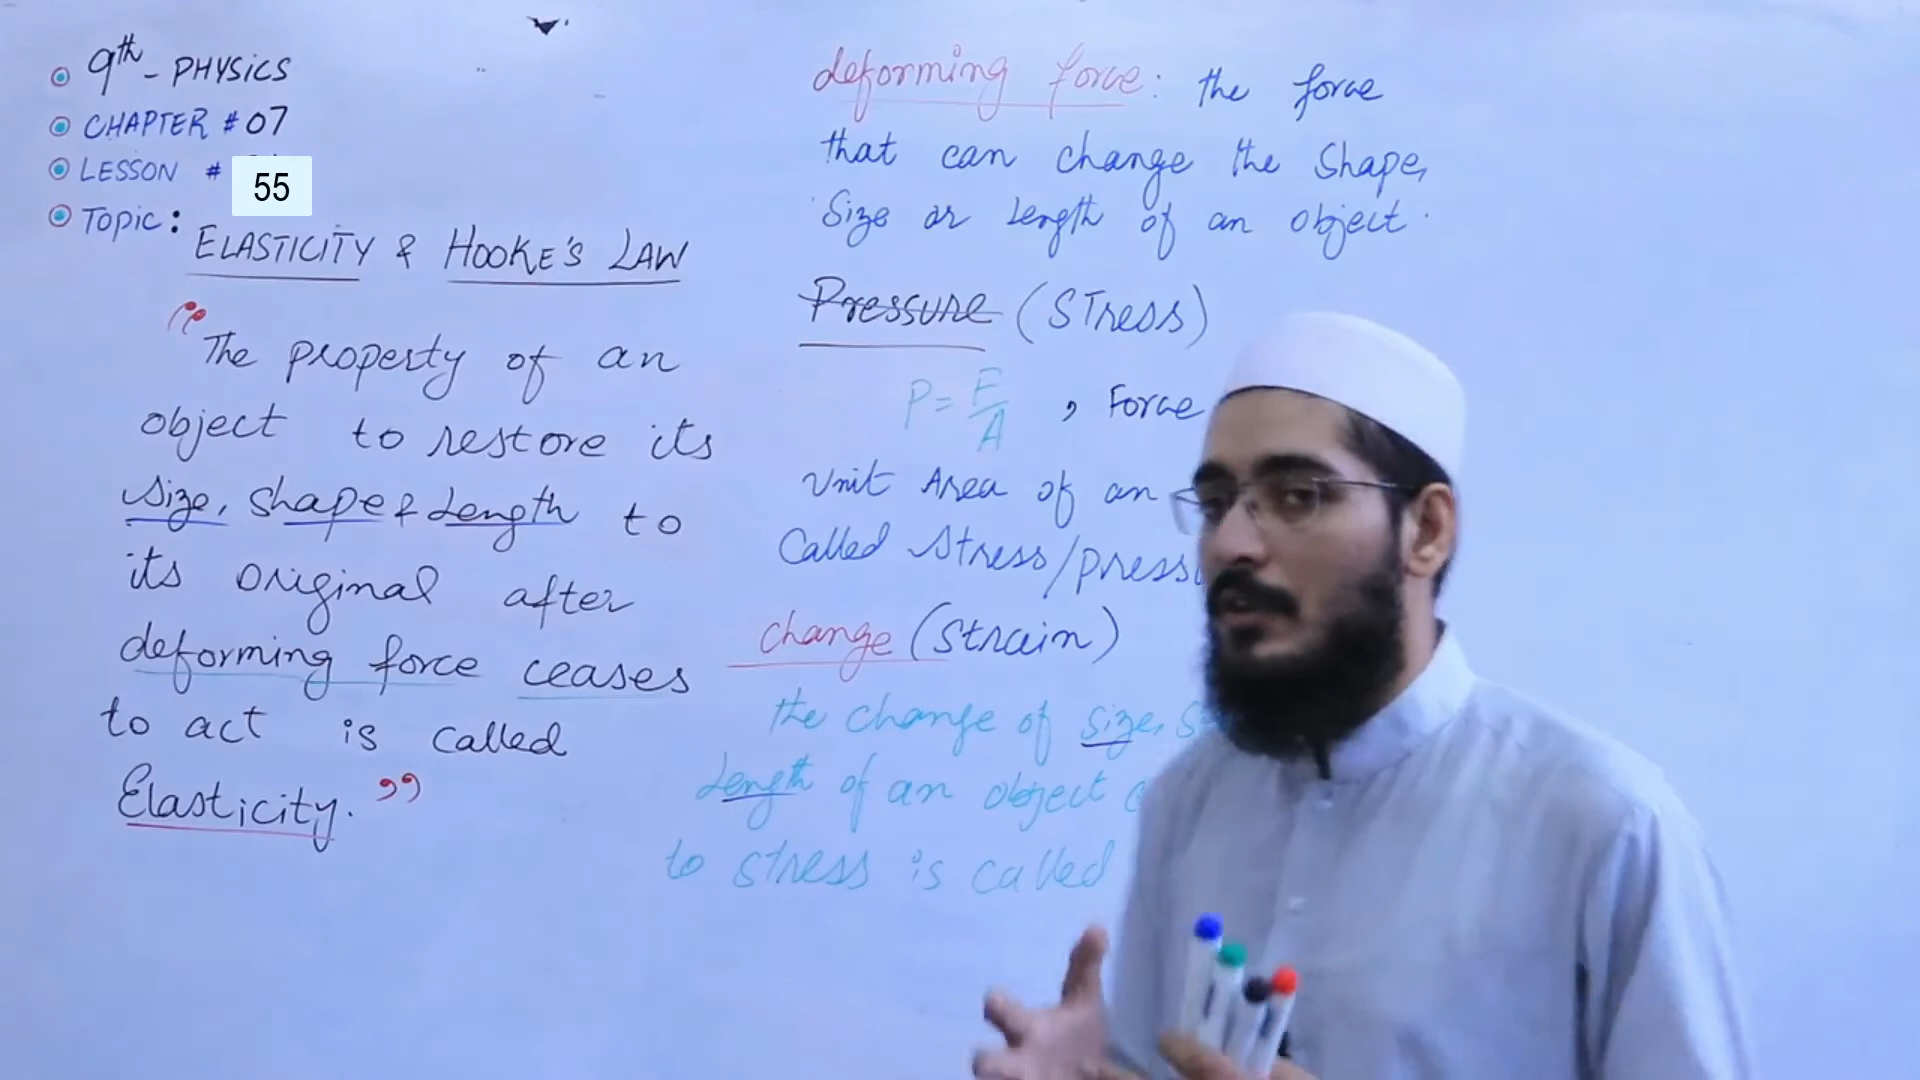 9th - PHYSICS
CHAPTER # 07
LESSON # 55
Topic:
ELASTICITY & HOOKE'S LAW
"The property of an
object to restore its
size, shape & Length to
its original after
deforming force ceases
to act is called
Elasticity."
deforming force: the force
that can change the shape,
Size or Length of an object.
Pressure (STress)
P = F/A , Force
Unit Area of an
Called Stress/press
change (Strain)
the change of size,
Length of an object
to stress is called